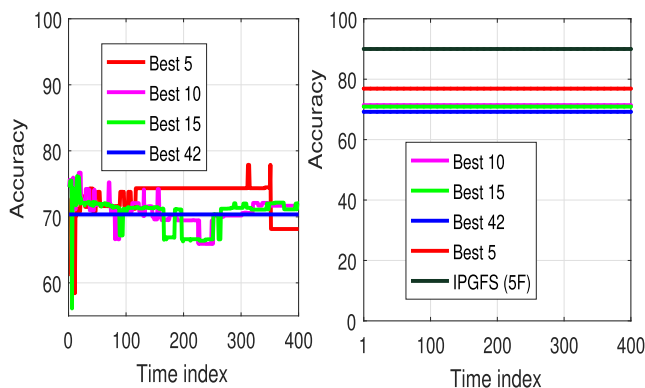 100
90
80
70
60
Accuracy
Best 5
Best 10
Best 15
Best 42
0 100 200 300 400
Time index
100
80
60
40
20
0
Accuracy
Best 10
Best 15
Best 42
Best 5
IPGFS (5F)
1 100 200 300 400
Time index